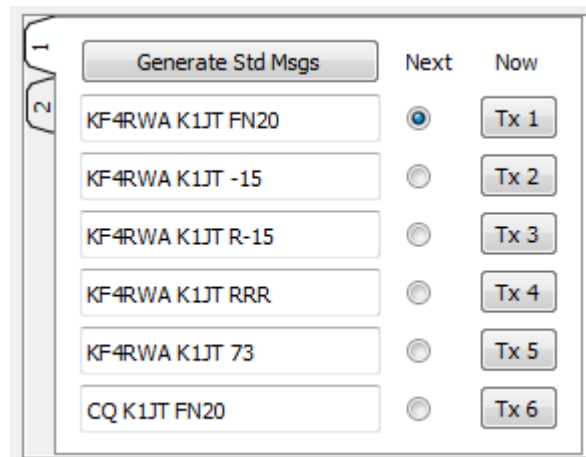 1
Generate Std Msgs Next Now
2
KF4RWA K1JT FN20 Tx 1
KF4RWA K1JT -15 Tx 2
KF4RWA K1JT R-15 Tx 3
KF4RWA K1JT RRR Tx 4
KF4RWA K1JT 73 Tx 5
CQ K1JT FN20 Tx 6